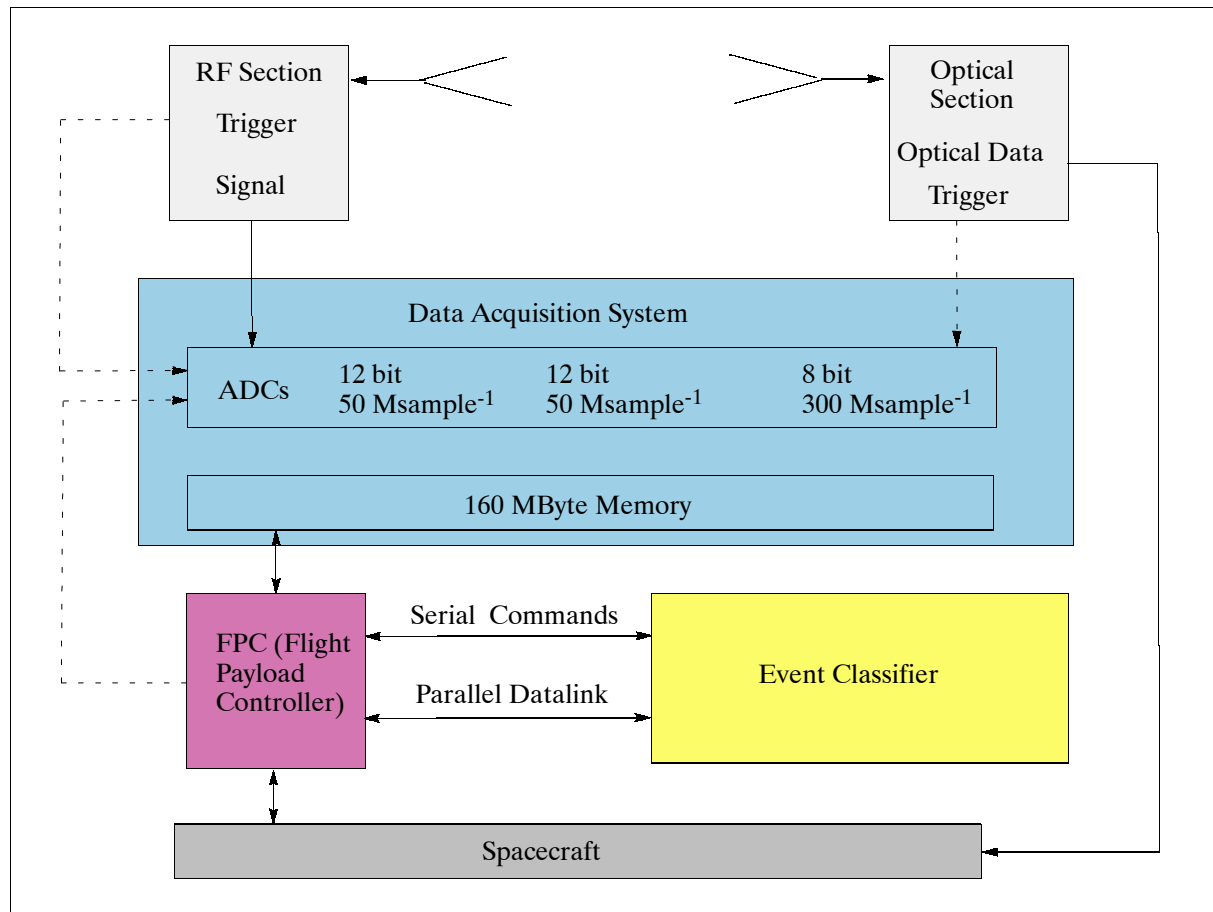 RF Section
Trigger
Signal
Optical
Section
Optical Data
Trigger
Data Acquisition System
ADCs
12 bit
50 Msample⁻¹
12 bit
50 Msample⁻¹
8 bit
300 Msample⁻¹
160 MByte Memory
FPC (Flight
Payload
Controller)
Serial Commands
Parallel Datalink
Event Classifier
Spacecraft